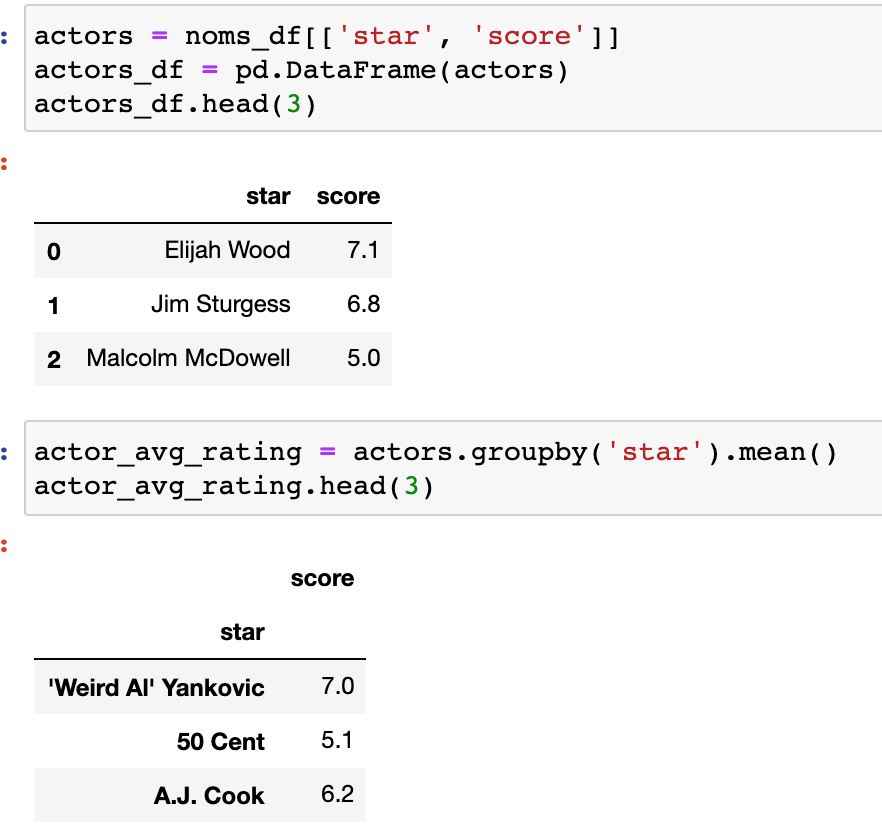 : actors = noms_df[['star', 'score']]
actors_df = pd.DataFrame(actors)
actors_df.head(3)
:
star score
0 Elijah Wood 7.1
1 Jim Sturgess 6.8
2 Malcolm McDowell 5.0
: actor_avg_rating = actors.groupby('star').mean()
actor_avg_rating.head(3)
:
score
star
'Weird Al' Yankovic 7.0
50 Cent 5.1
A.J. Cook 6.2